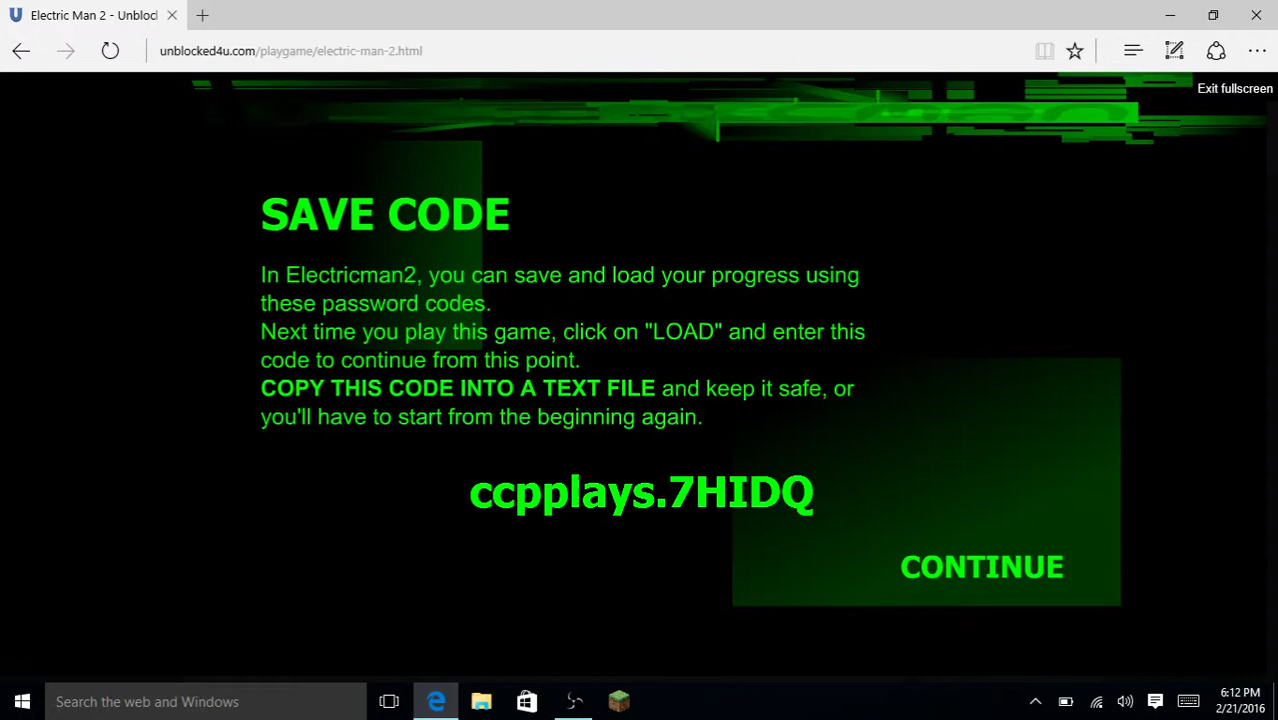 Electric Man 2 - Unblock
unblocked4u.com/playgame/electric-man-2.html
Exit fullscreen
SAVE CODE
In Electricman2, you can save and load your progress using
these password codes.
Next time you play this game, click on "LOAD" and enter this
code to continue from this point.
COPY THIS CODE INTO A TEXT FILE and keep it safe, or
you'll have to start from the beginning again.
ccpplays.7HIDQ
CONTINUE
Search the web and Windows
6:12 PM
2/21/2016